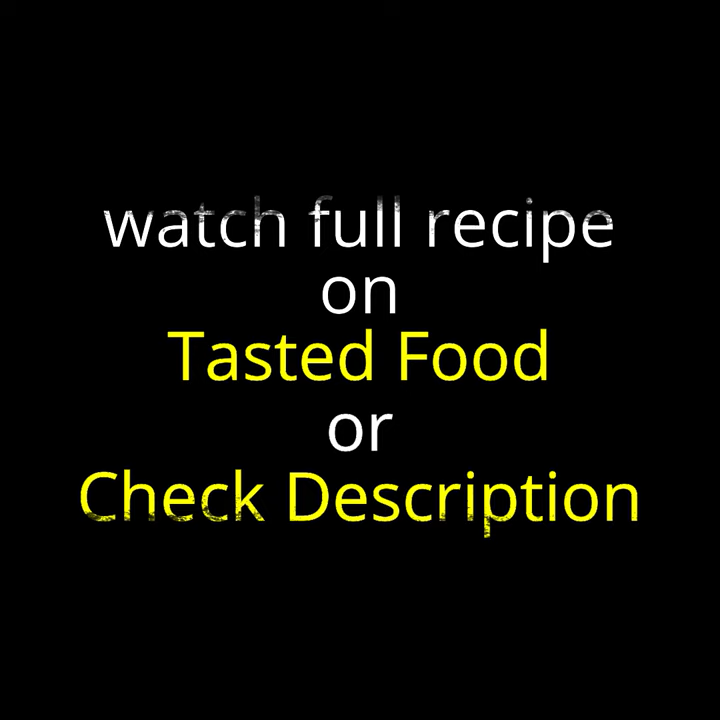 watch full recipe
on
Tasted Food
or
Check Description